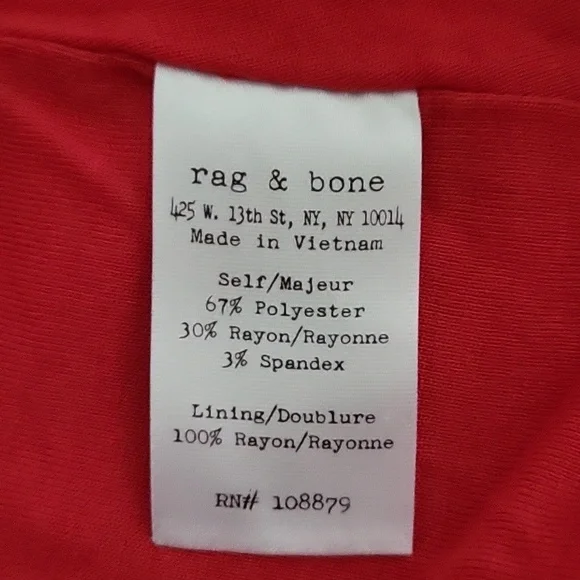 rag & bone
425 W. 13th St, NY, NY 10014
Made in Vietnam
Self/Majeur
67% Polyester
30% Rayon/Rayonne
3% Spandex
Lining/Doublure
100% Rayon/Rayonne
RN# 108879